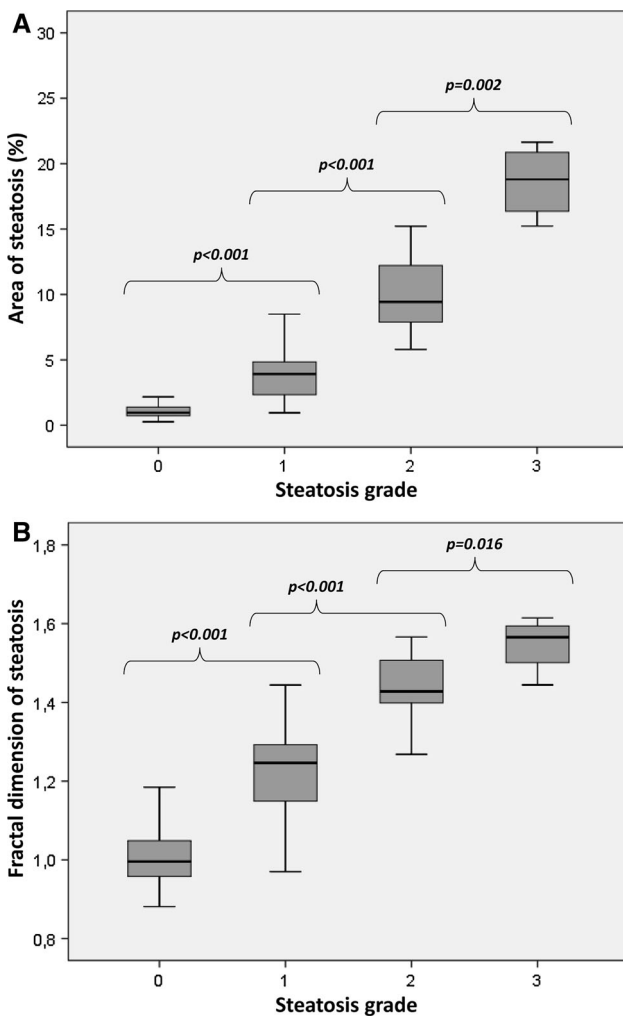 A
30
25
20
15
10
5
0
Area of steatosis (%)
p<0.001
p<0.001
p=0.002
0 1 2 3
Steatosis grade
B
1,8
1,6
1,4
1,2
1,0
0,8
Fractal dimension of steatosis
p<0.001
p<0.001
p=0.016
0 1 2 3
Steatosis grade